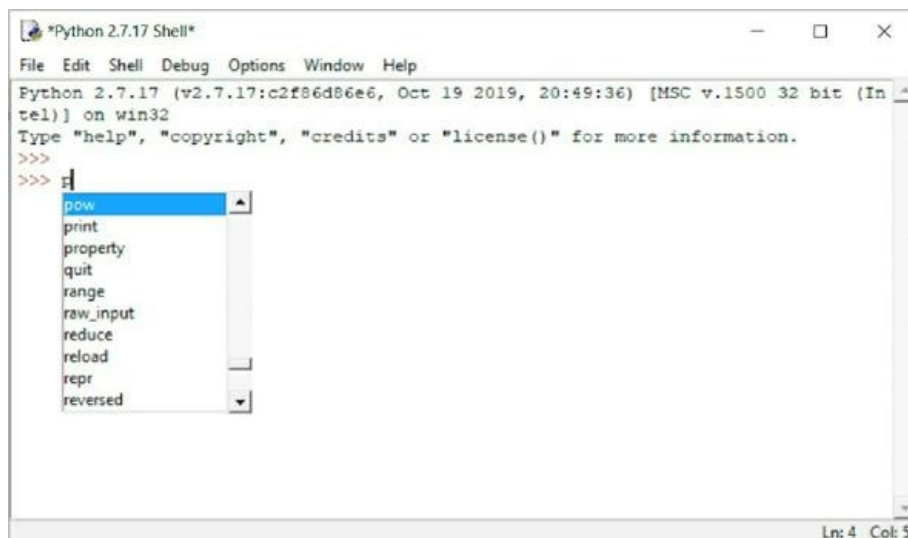 *Python 2.7.17 Shell*
File Edit Shell Debug Options Window Help
Python 2.7.17 (v2.7.17:c2f86d86e6, Oct 19 2019, 20:49:36) [MSC v.1500 32 bit (In
tel)] on win32
Type "help", "copyright", "credits" or "license()" for more information.
>>>
>>> p
pow
print
property
quit
range
raw_input
reduce
reload
repr
reversed
Ln: 4 Col: 5